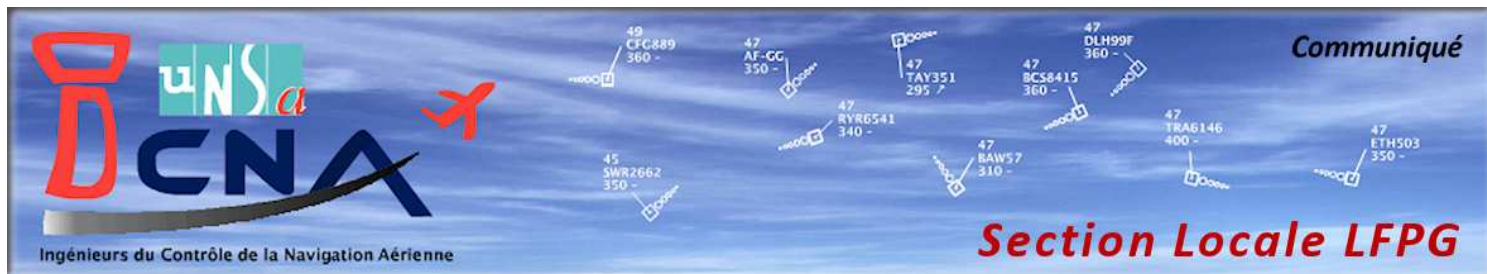 UNSa
ICNA
Ingénieurs du Contrôle de la Navigation Aérienne
49
CFG889
360 -
47
AF-GG
350 -
47
TAY351
295 ↗
47
BCS8415
360 -
47
DLH99F
360 -
Communiqué
47
RYR6541
340 -
47
TRA6146
400 -
47
ETH503
350 -
45
SWR2662
350 -
47
BAW57
310 -
Section Locale LFPG